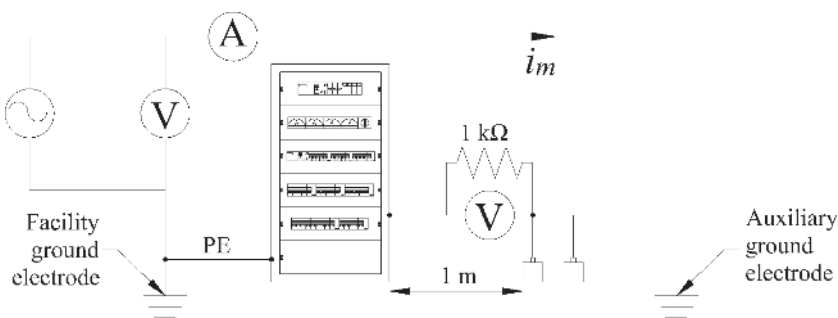 A
i_m
V
1 kΩ
V
Facility
ground
electrode
PE
1 m
Auxiliary
ground
electrode